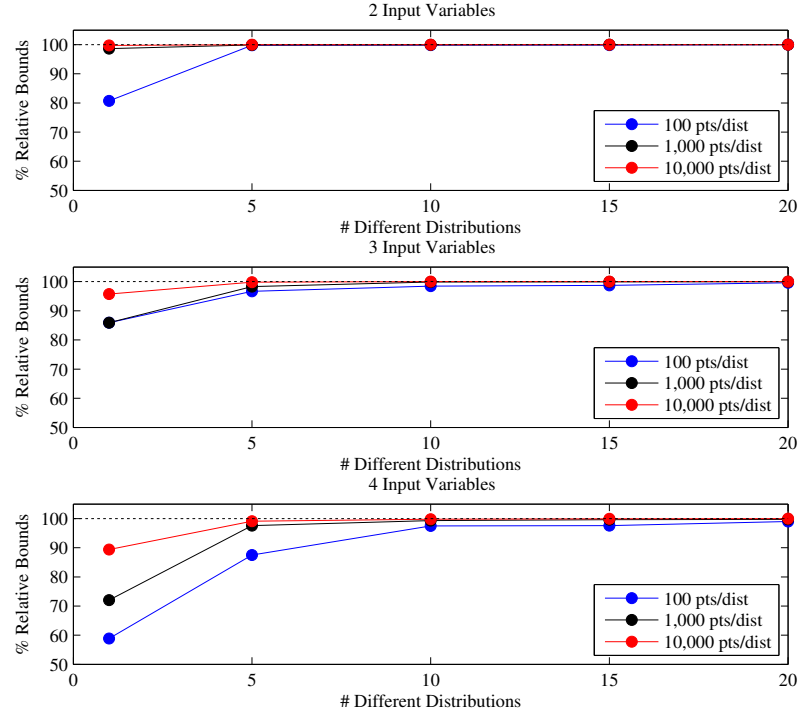 2 Input Variables
% Relative Bounds
100
90
80
70
60
50
100 pts/dist
1,000 pts/dist
10,000 pts/dist
0 5 10 15 20
# Different Distributions
3 Input Variables
% Relative Bounds
100
90
80
70
60
50
100 pts/dist
1,000 pts/dist
10,000 pts/dist
0 5 10 15 20
# Different Distributions
4 Input Variables
% Relative Bounds
100
90
80
70
60
50
100 pts/dist
1,000 pts/dist
10,000 pts/dist
0 5 10 15 20
# Different Distributions